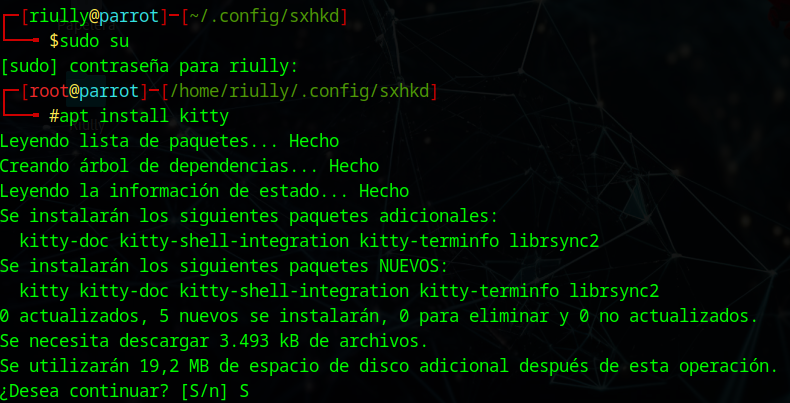 ┌─[riully@parrot]─[~/.config/sxhkd]
└──╼ $sudo su
[sudo] contraseña para riully:
┌─[root@parrot]─[/home/riully/.config/sxhkd]
└──╼ #apt install kitty
Leyendo lista de paquetes... Hecho
Creando árbol de dependencias... Hecho
Leyendo la información de estado... Hecho
Se instalarán los siguientes paquetes adicionales:
  kitty-doc kitty-shell-integration kitty-terminfo librsync2
Se instalarán los siguientes paquetes NUEVOS:
  kitty kitty-doc kitty-shell-integration kitty-terminfo librsync2
0 actualizados, 5 nuevos se instalarán, 0 para eliminar y 0 no actualizados.
Se necesita descargar 3.493 kB de archivos.
Se utilizarán 19,2 MB de espacio de disco adicional después de esta operación.
¿Desea continuar? [S/n] S